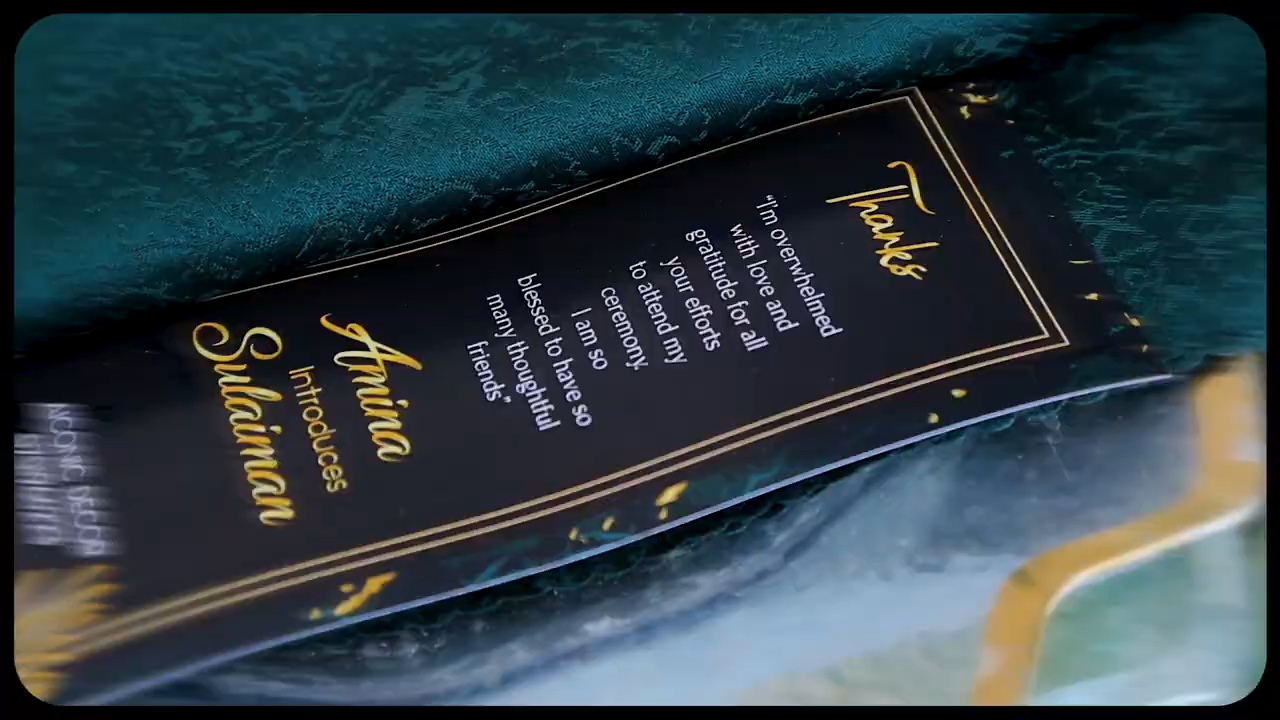 Thanks
"I'm overwhelmed
with love and
gratitude for all
your efforts
to attend my
ceremony.
I am so
blessed to have so
many thoughtful
friends"
Amina
Introduces
Sulaiman
DECOR